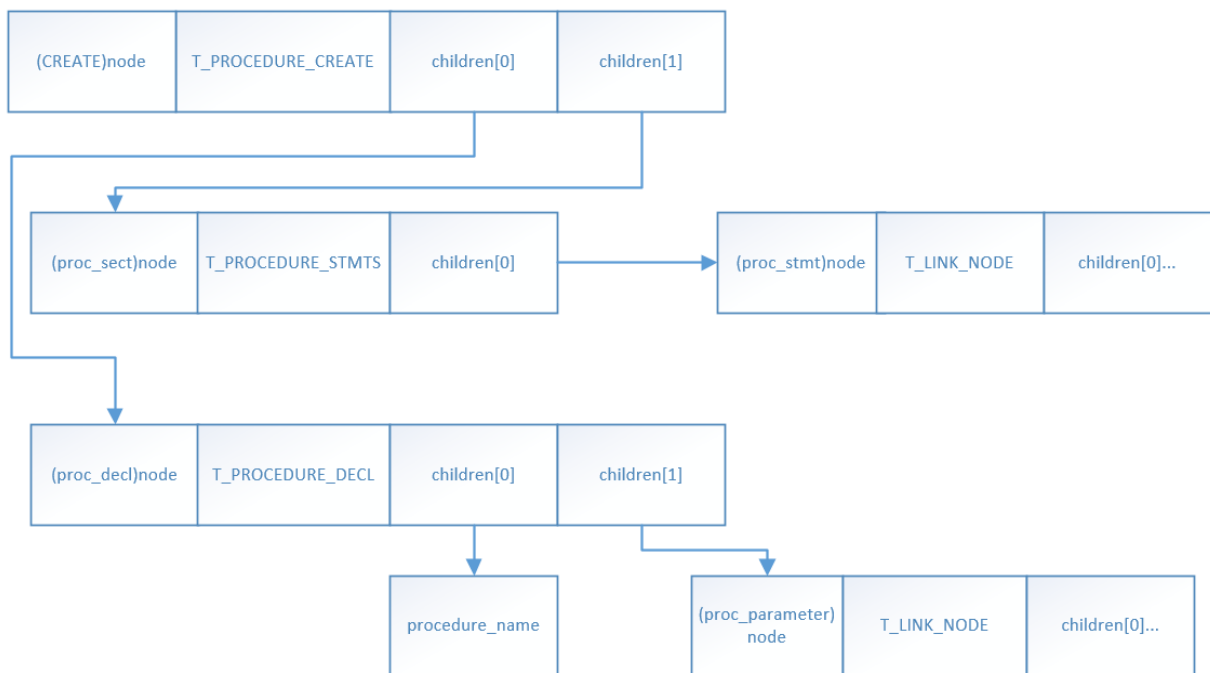 (CREATE)node
T_PROCEDURE_CREATE
children[0]
children[1]
(proc_sect)node
T_PROCEDURE_STMTS
children[0]
(proc_stmt)node
T_LINK_NODE
children[0]...
(proc_decl)node
T_PROCEDURE_DECL
children[0]
children[1]
procedure_name
(proc_parameter)
node
T_LINK_NODE
children[0]...